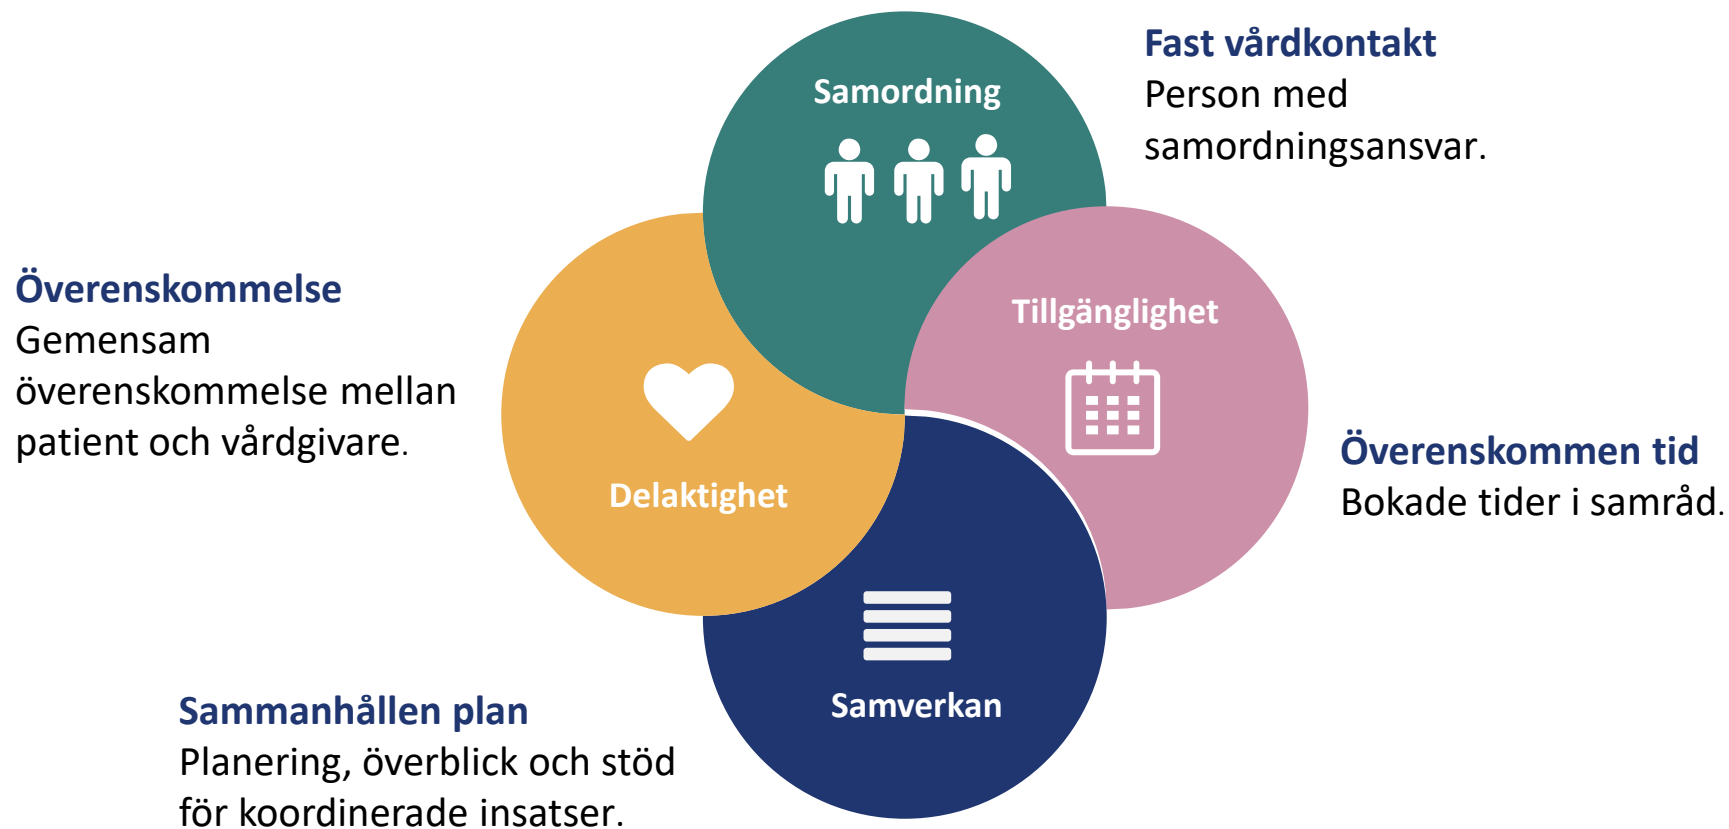 Samordning
Fast vårdkontakt
Person med
samordningsansvar.
Tillgänglighet
Överenskommen tid
Bokade tider i samråd.
Samverkan
Sammanhållen plan
Planering, överblick och stöd
för koordinerade insatser.
Delaktighet
Överenskommelse
Gemensam
överenskommelse mellan
patient och vårdgivare.